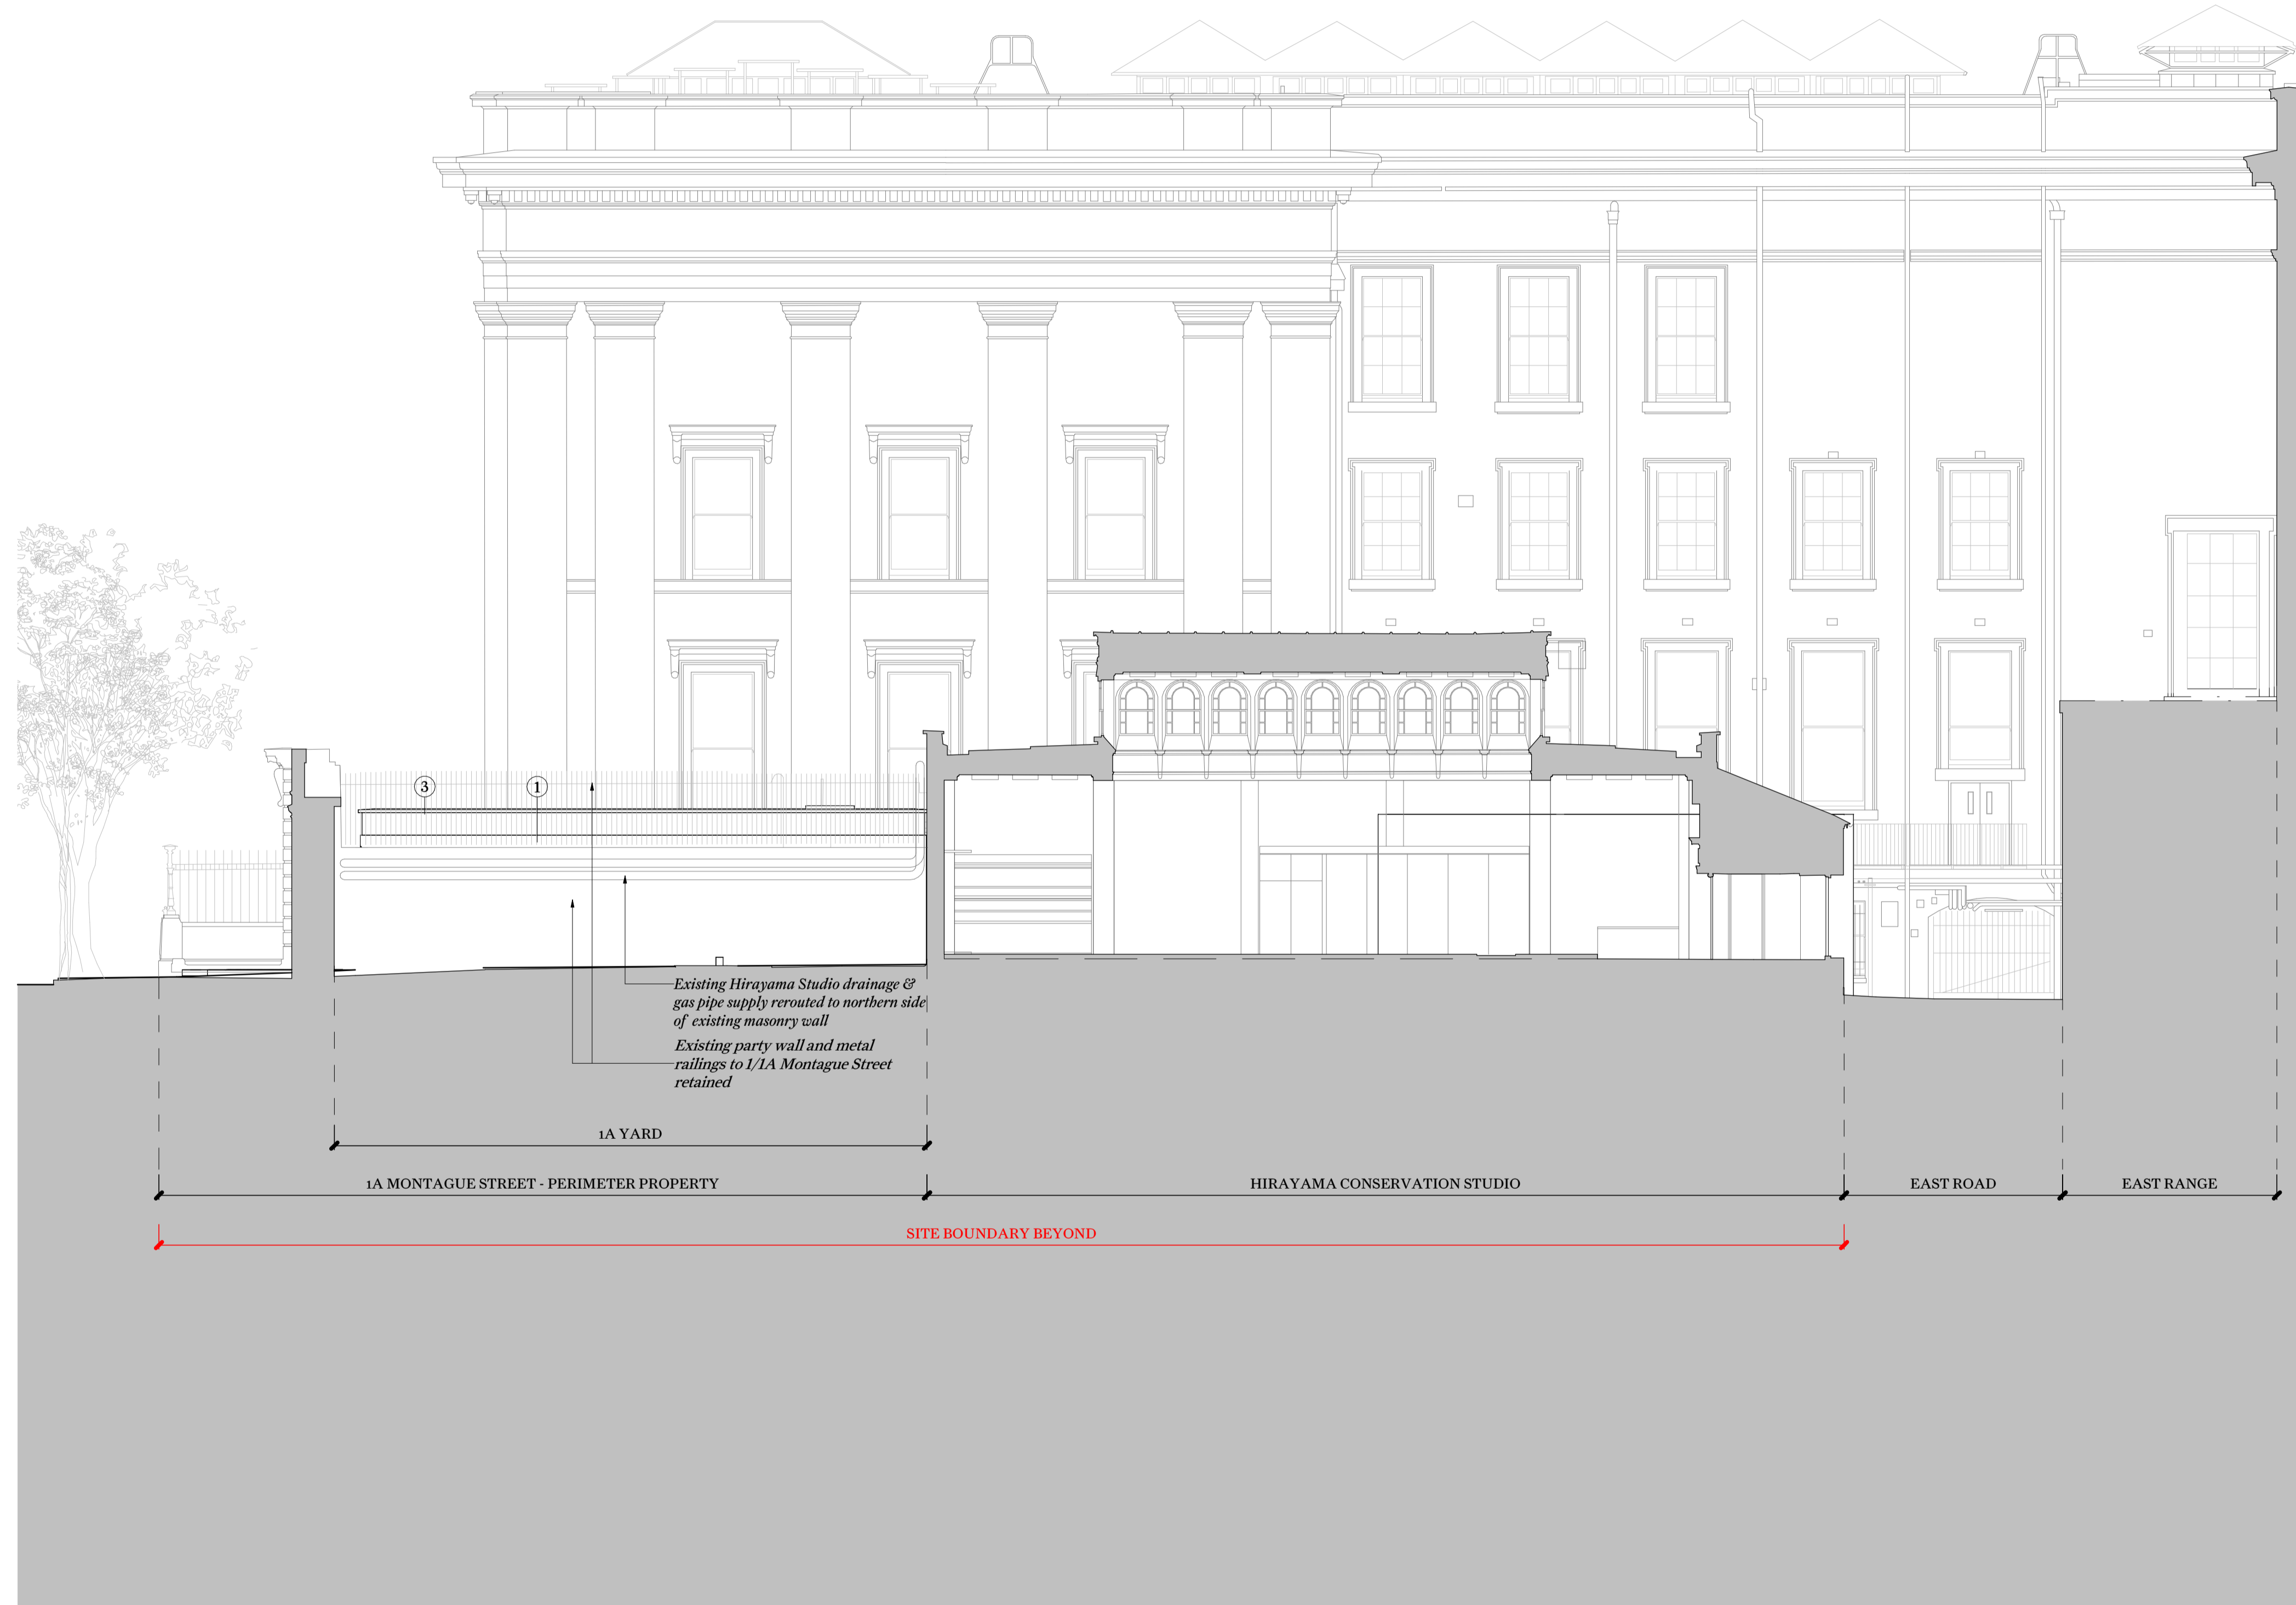 3
1
Existing Hirayama Studio drainage &
gas pipe supply rerouted to northern side
of existing masonry wall
Existing party wall and metal
railings to 1/1A Montague Street
retained
1A YARD
1A MONTAGUE STREET - PERIMETER PROPERTY
HIRAYAMA CONSERVATION STUDIO
EAST ROAD
EAST RANGE
SITE BOUNDARY BEYOND